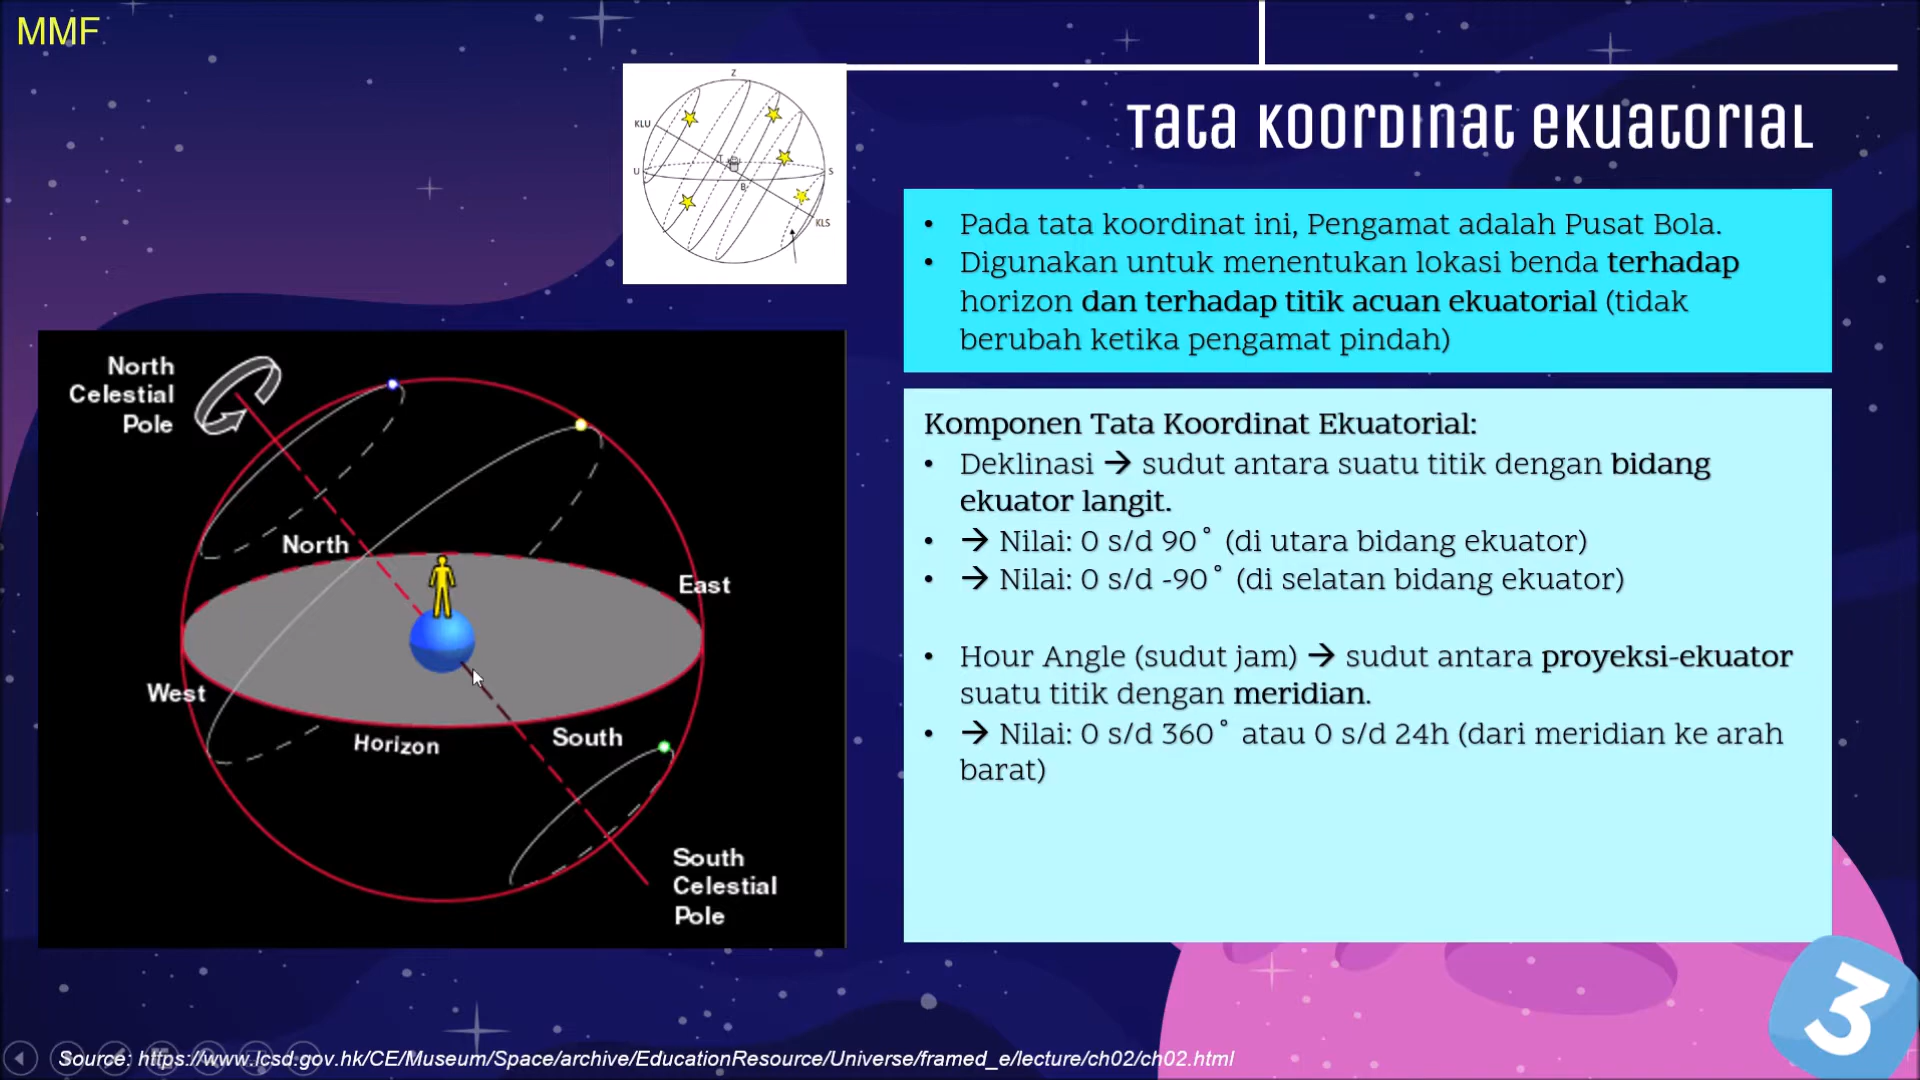 MMF
Tata Koordinat Ekuatorial
Z
KLU
T
U
S
B
KLS
• Pada tata koordinat ini, Pengamat adalah Pusat Bola.
• Digunakan untuk menentukan lokasi benda terhadap
horizon dan terhadap titik acuan ekuatorial (tidak
berubah ketika pengamat pindah)
North
Celestial
Pole
North
East
West
Horizon
South
South
Celestial
Pole
Komponen Tata Koordinat Ekuatorial:
• Deklinasi → sudut antara suatu titik dengan bidang
ekuator langit.
• → Nilai: 0 s/d 90° (di utara bidang ekuator)
• → Nilai: 0 s/d -90° (di selatan bidang ekuator)
• Hour Angle (sudut jam) → sudut antara proyeksi-ekuator
suatu titik dengan meridian.
• → Nilai: 0 s/d 360° atau 0 s/d 24h (dari meridian ke arah
barat)
3
Source: https://www.lcsd.gov.hk/CE/Museum/Space/archive/EducationResource/Universe/framed_e/lecture/ch02/ch02.html